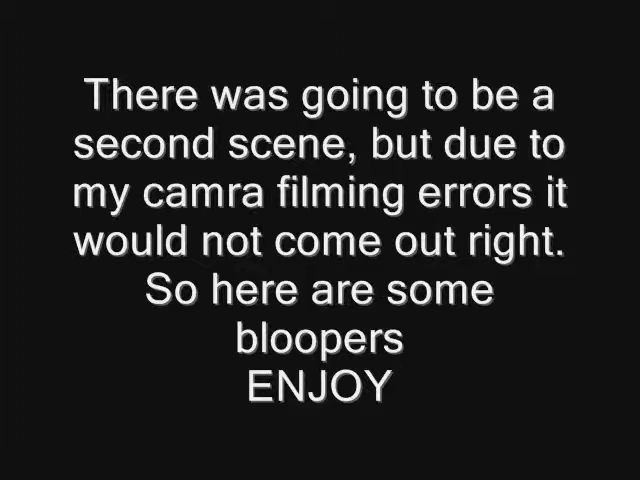 There was going to be a
second scene, but due to
my camra filming errors it
would not come out right.
So here are some
bloopers
ENJOY